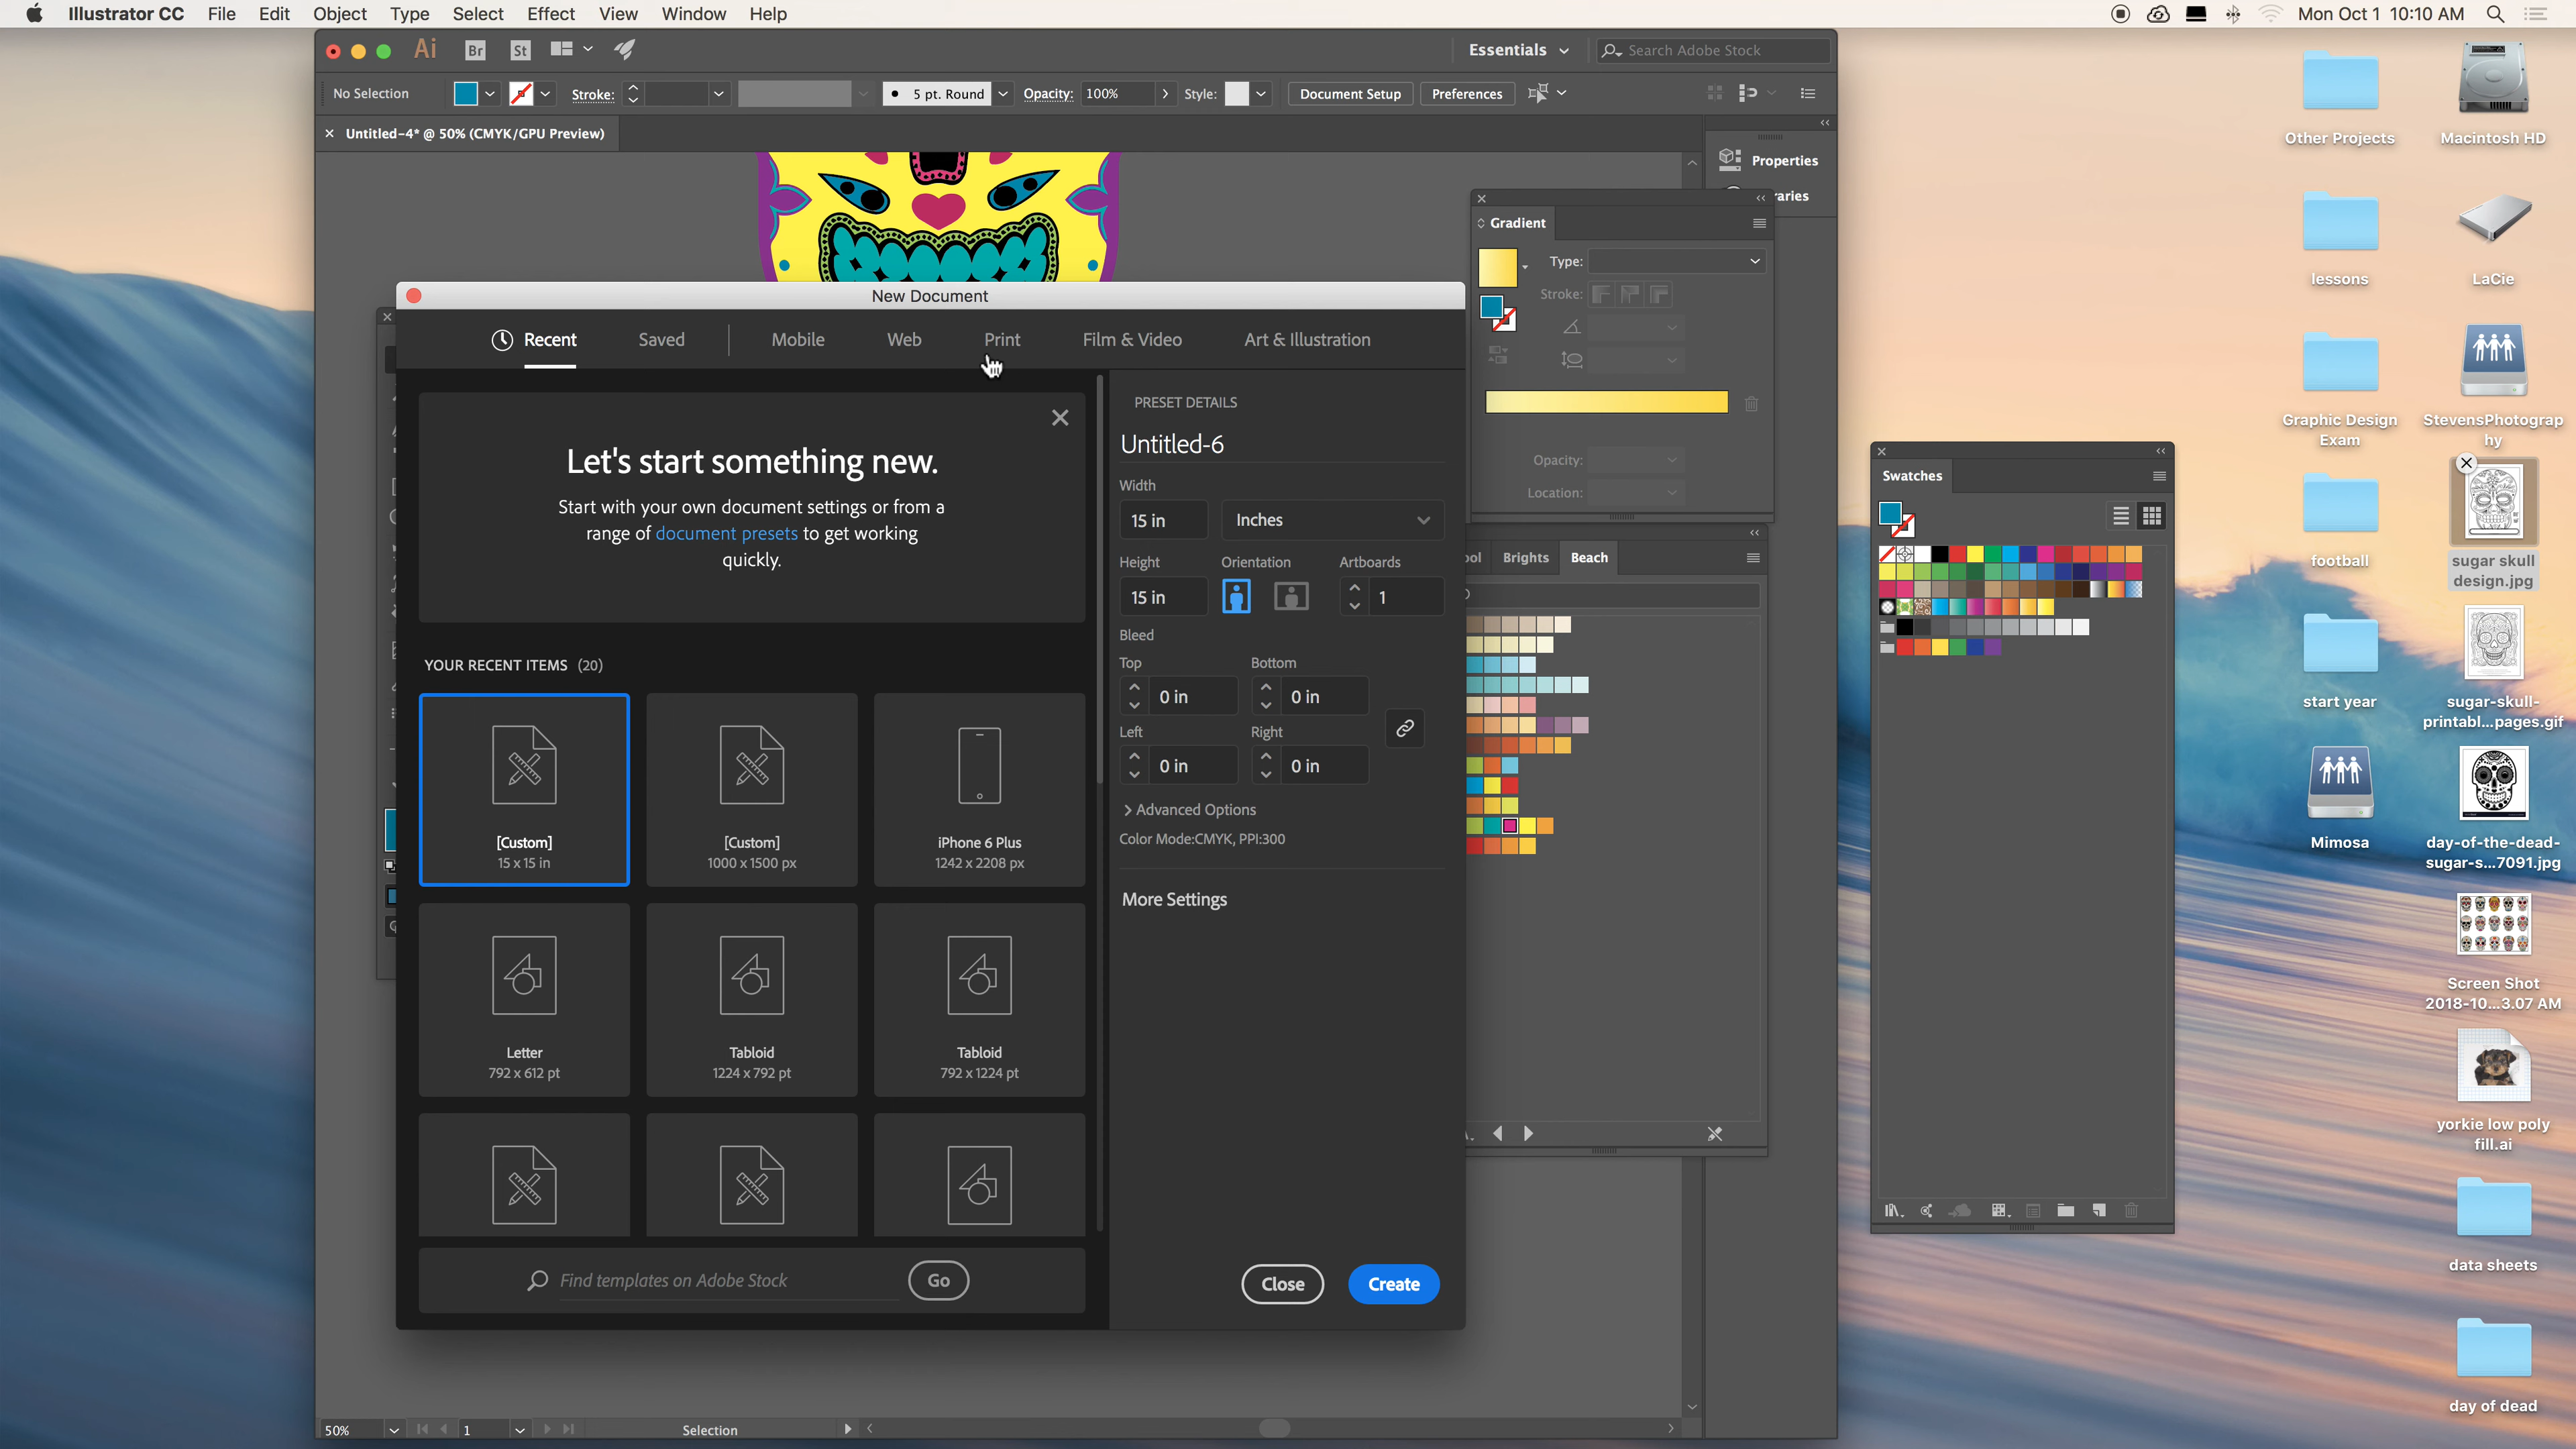 Illustrator CC File Edit Object Type Select Effect View Window Help
Mon Oct 1 10:10 AM
Ai Br St
Essentials
Search Adobe Stock
No Selection
Stroke:
5 pt. Round
Opacity: 100%
Style:
Document Setup
Preferences
× Untitled-4* @ 50% (CMYK/GPU Preview)
Properties
Gradient
Type:
Stroke:
Opacity:
Location:
Brights
Beach
New Document
Recent
Saved
Mobile
Web
Print
Film & Video
Art & Illustration
Let's start something new.
Start with your own document settings or from a
range of document presets to get working
quickly.
YOUR RECENT ITEMS (20)
[Custom]
15 x 15 in
[Custom]
1000 x 1500 px
iPhone 6 Plus
1242 x 2208 px
Letter
792 x 612 pt
Tabloid
1224 x 792 pt
Tabloid
792 x 1224 pt
Find templates on Adobe Stock
Go
PRESET DETAILS
Untitled-6
Width
15 in
Inches
Height
Orientation
Artboards
15 in
1
Bleed
Top
Bottom
0 in
0 in
Left
Right
0 in
0 in
> Advanced Options
Color Mode:CMYK, PPI:300
More Settings
Close
Create
50%
1
Selection
Swatches
Other Projects
Macintosh HD
lessons
LaCie
Graphic Design
Exam
StevensPhotograp
hy
football
sugar skull
design.jpg
start year
sugar-skull-
printabl...pages.gif
Mimosa
day-of-the-dead-
sugar-s...7091.jpg
Screen Shot
2018-10...3.07 AM
yorkie low poly
fill.ai
data sheets
day of dead